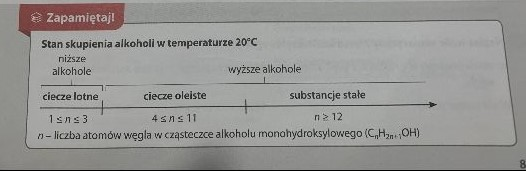 Zapamiętaj!
Stan skupienia alkoholi w temperaturze 20°C
niższe
alkohole
wyższe alkohole
ciecze lotne
ciecze oleiste
substancje stałe
1 ≤ n ≤ 3
4 ≤ n ≤ 11
n ≥ 12
n – liczba atomów węgla w cząsteczce alkoholu monohydroksylowego (CₙH₂ₙ₊₁OH)
8